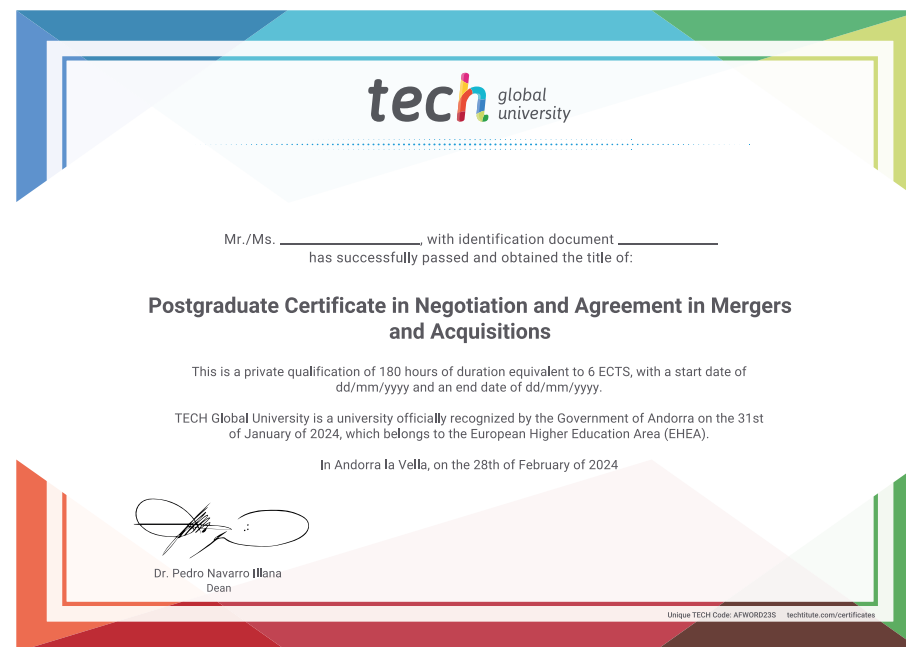 tech global university
Mr./Ms. ________________, with identification document ____________
has successfully passed and obtained the title of:
Postgraduate Certificate in Negotiation and Agreement in Mergers
and Acquisitions
This is a private qualification of 180 hours of duration equivalent to 6 ECTS, with a start date of
dd/mm/yyyy and an end date of dd/mm/yyyy.
TECH Global University is a university officially recognized by the Government of Andorra on the 31st
of January of 2024, which belongs to the European Higher Education Area (EHEA).
In Andorra la Vella, on the 28th of February of 2024
Dr. Pedro Navarro Illana
Dean
Unique TECH Code: AFWORD23S techtitute.com/certificates